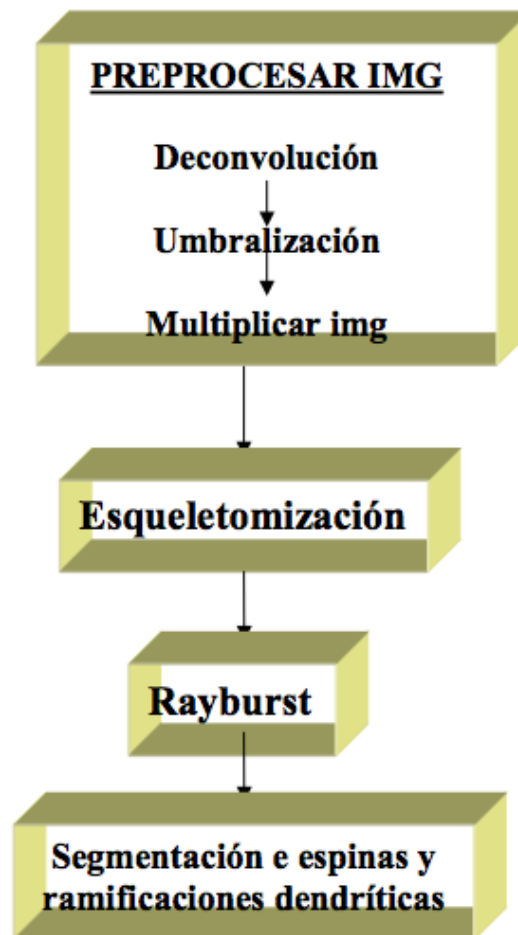 PREPROCESAR IMG
Deconvolución
Umbralización
Multiplicar img
Esqueletomización
Rayburst
Segmentación e espinas y
ramificaciones dendríticas